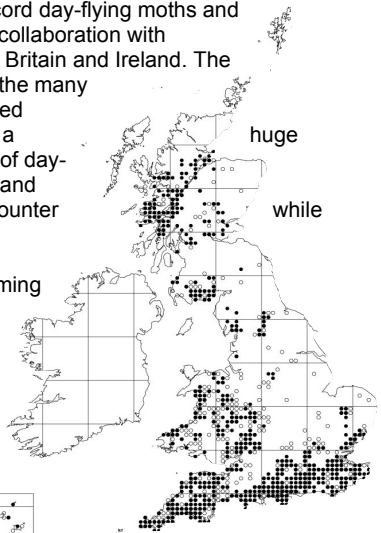 cord day-flying moths and
collaboration with
Britain and Ireland. The
the many
ed
a huge
of day-
and
counter while
ming